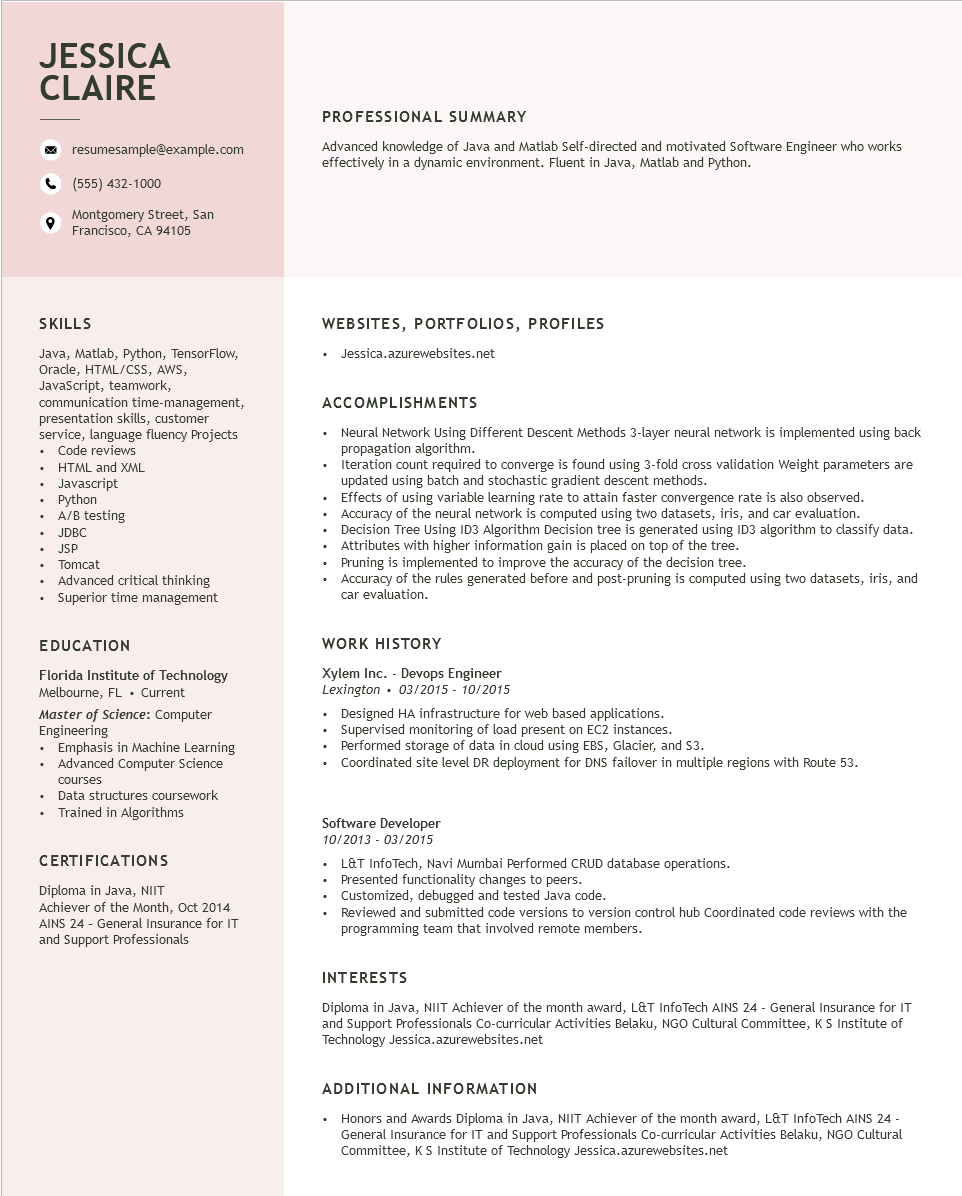 JESSICA
CLAIRE
resumesample@example.com
(555) 432-1000
Montgomery Street, San
Francisco, CA 94105
PROFESSIONAL SUMMARY
Advanced knowledge of Java and Matlab Self-directed and motivated Software Engineer who works
effectively in a dynamic environment. Fluent in Java, Matlab and Python.
SKILLS
Java, Matlab, Python, TensorFlow,
Oracle, HTML/CSS, AWS,
JavaScript, teamwork,
communication time-management,
presentation skills, customer
service, language fluency Projects
• Code reviews
• HTML and XML
• Javascript
• Python
• A/B testing
• JDBC
• JSP
• Tomcat
• Advanced critical thinking
• Superior time management
EDUCATION
Florida Institute of Technology
Melbourne, FL • Current
Master of Science: Computer
Engineering
• Emphasis in Machine Learning
• Advanced Computer Science
courses
• Data structures coursework
• Trained in Algorithms
CERTIFICATIONS
Diploma in Java, NIIT
Achiever of the Month, Oct 2014
AINS 24 – General Insurance for IT
and Support Professionals
WEBSITES, PORTFOLIOS, PROFILES
• Jessica.azurewebsites.net
ACCOMPLISHMENTS
• Neural Network Using Different Descent Methods 3-layer neural network is implemented using back
propagation algorithm.
• Iteration count required to converge is found using 3-fold cross validation Weight parameters are
updated using batch and stochastic gradient descent methods.
• Effects of using variable learning rate to attain faster convergence rate is also observed.
• Accuracy of the neural network is computed using two datasets, iris, and car evaluation.
• Decision Tree Using ID3 Algorithm Decision tree is generated using ID3 algorithm to classify data.
• Attributes with higher information gain is placed on top of the tree.
• Pruning is implemented to improve the accuracy of the decision tree.
• Accuracy of the rules generated before and post-pruning is computed using two datasets, iris, and
car evaluation.
WORK HISTORY
Xylem Inc. - Devops Engineer
Lexington • 03/2015 - 10/2015
• Designed HA infrastructure for web based applications.
• Supervised monitoring of load present on EC2 instances.
• Performed storage of data in cloud using EBS, Glacier, and S3.
• Coordinated site level DR deployment for DNS failover in multiple regions with Route 53.
Software Developer
10/2013 - 03/2015
• L&T InfoTech, Navi Mumbai Performed CRUD database operations.
• Presented functionality changes to peers.
• Customized, debugged and tested Java code.
• Reviewed and submitted code versions to version control hub Coordinated code reviews with the
programming team that involved remote members.
INTERESTS
Diploma in Java, NIIT Achiever of the month award, L&T InfoTech AINS 24 - General Insurance for IT
and Support Professionals Co-curricular Activities Belaku, NGO Cultural Committee, K S Institute of
Technology Jessica.azurewebsites.net
ADDITIONAL INFORMATION
• Honors and Awards Diploma in Java, NIIT Achiever of the month award, L&T InfoTech AINS 24 -
General Insurance for IT and Support Professionals Co-curricular Activities Belaku, NGO Cultural
Committee, K S Institute of Technology Jessica.azurewebsites.net